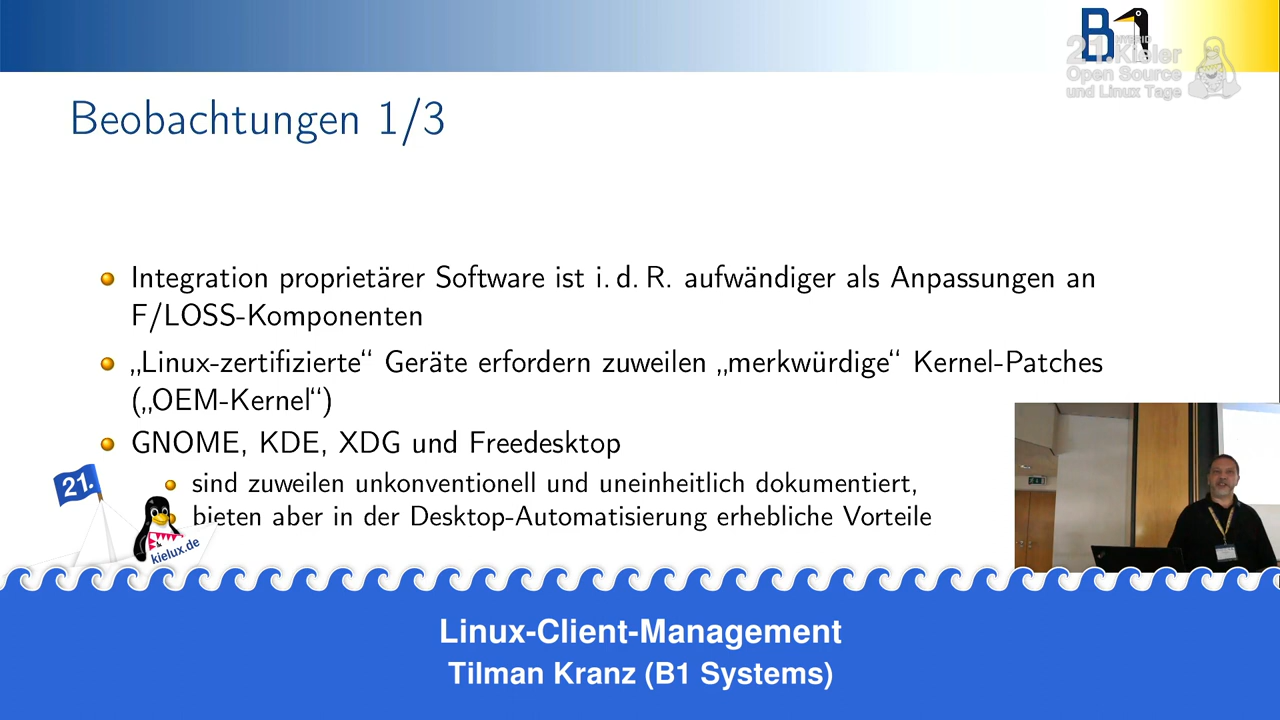 B1
HYBRID
21. Kieler
Open Source
und Linux Tage
Beobachtungen 1/3
Integration proprietärer Software ist i. d. R. aufwändiger als Anpassungen an
F/LOSS-Komponenten
„Linux-zertifizierte“ Geräte erfordern zuweilen „merkwürdige“ Kernel-Patches
(„OEM-Kernel“)
GNOME, KDE, XDG und Freedesktop
sind zuweilen unkonventionell und uneinheitlich dokumentiert,
bieten aber in der Desktop-Automatisierung erhebliche Vorteile
21.
kielux.de
Linux-Client-Management
Tilman Kranz (B1 Systems)